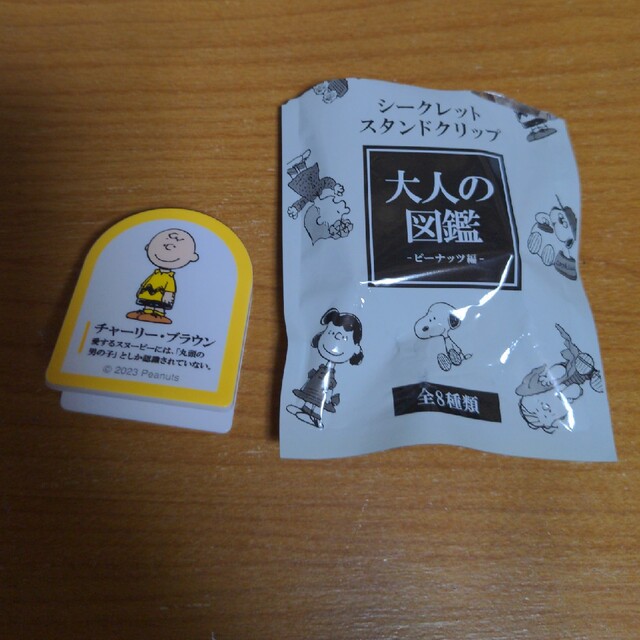 チャーリー・ブラウン
愛するスヌーピーには、「丸頭の
男の子」としか認識されていない。
© 2023 Peanuts
シークレット
スタンドクリップ
大人の
図鑑
-ピーナッツ編-
全8種類